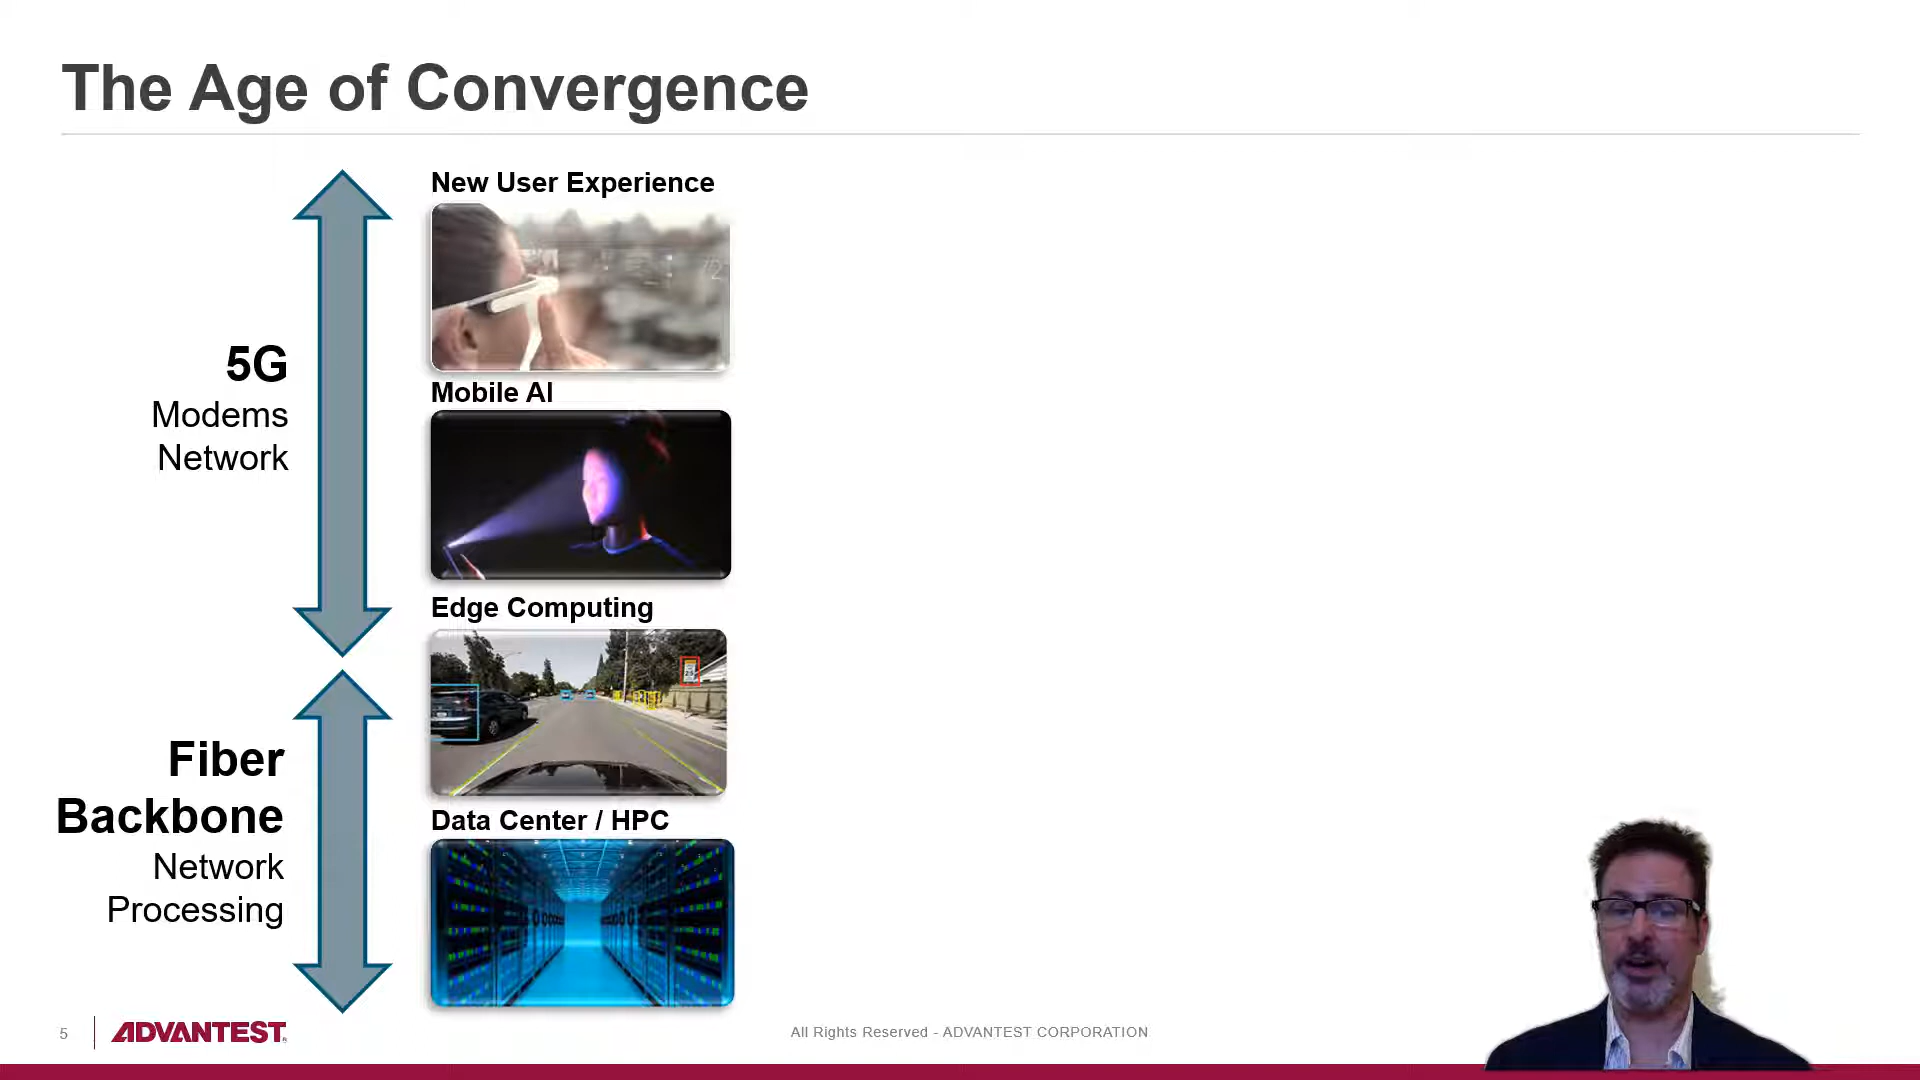 The Age of Convergence
New User Experience
Mobile AI
5G
Modems
Network
Edge Computing
Fiber
Backbone
Network
Processing
Data Center / HPC
5
ADVANTEST
All Rights Reserved - ADVANTEST CORPORATION